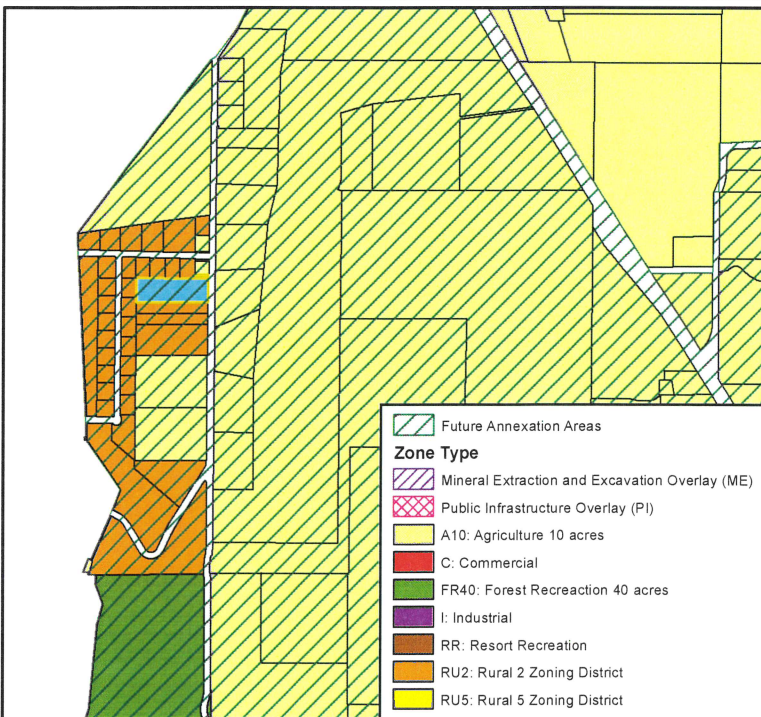 Future Annexation Areas
Zone Type
Mineral Extraction and Excavation Overlay (ME)
Public Infrastructure Overlay (PI)
A10: Agriculture 10 acres
C: Commercial
FR40: Forest Recreaction 40 acres
I: Industrial
RR: Resort Recreation
RU2: Rural 2 Zoning District
RU5: Rural 5 Zoning District